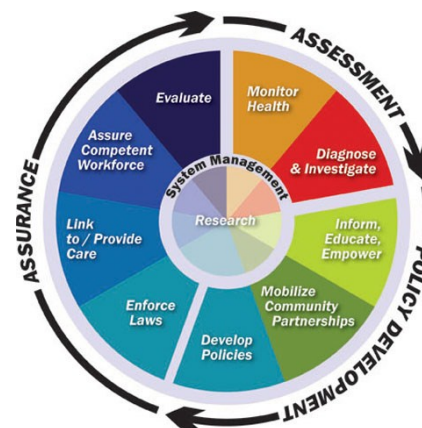 ASSESSMENT
Monitor
Health
Diagnose
& Investigate
POLICY DEVELOPMENT
Inform,
Educate,
Empower
Mobilize
Community
Partnerships
Develop
Policies
ASSURANCE
Enforce
Laws
Link
to / Provide
Care
Assure
Competent
Workforce
Evaluate
System Management
Research